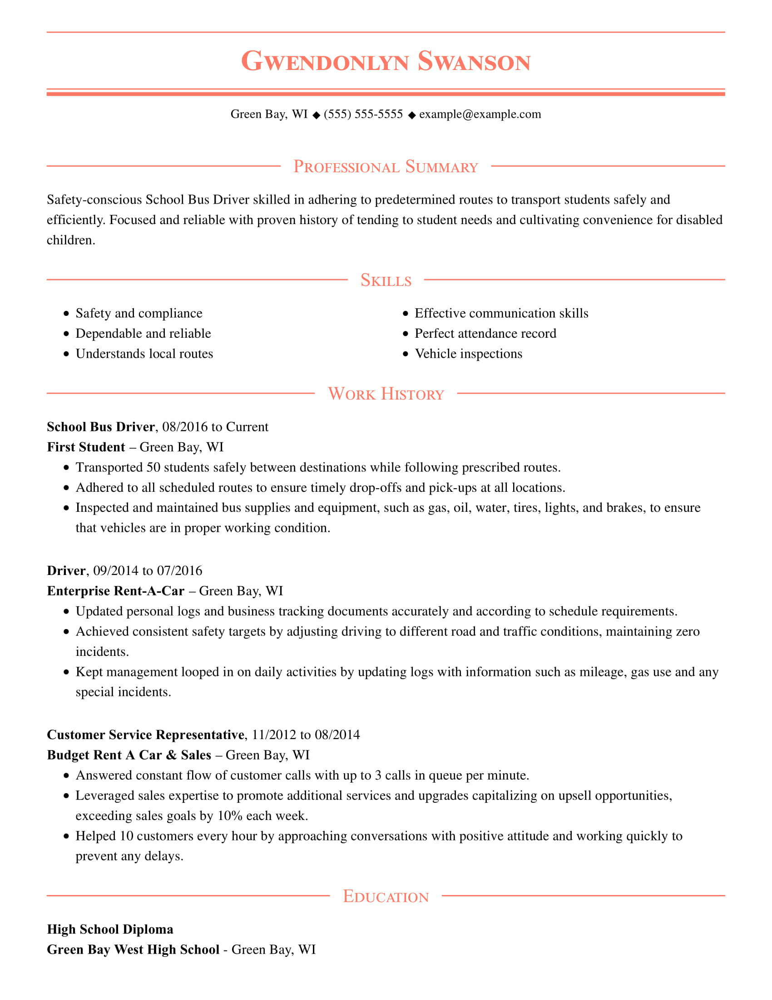 Gwendonlyn Swanson
Green Bay, WI ◆ (555) 555-5555 ◆ example@example.com
Professional Summary
Safety-conscious School Bus Driver skilled in adhering to predetermined routes to transport students safely and
efficiently. Focused and reliable with proven history of tending to student needs and cultivating convenience for disabled
children.
Skills
• Safety and compliance
• Dependable and reliable
• Understands local routes
• Effective communication skills
• Perfect attendance record
• Vehicle inspections
Work History
School Bus Driver, 08/2016 to Current
First Student – Green Bay, WI
• Transported 50 students safely between destinations while following prescribed routes.
• Adhered to all scheduled routes to ensure timely drop-offs and pick-ups at all locations.
• Inspected and maintained bus supplies and equipment, such as gas, oil, water, tires, lights, and brakes, to ensure
that vehicles are in proper working condition.
Driver, 09/2014 to 07/2016
Enterprise Rent-A-Car – Green Bay, WI
• Updated personal logs and business tracking documents accurately and according to schedule requirements.
• Achieved consistent safety targets by adjusting driving to different road and traffic conditions, maintaining zero
incidents.
• Kept management looped in on daily activities by updating logs with information such as mileage, gas use and any
special incidents.
Customer Service Representative, 11/2012 to 08/2014
Budget Rent A Car & Sales – Green Bay, WI
• Answered constant flow of customer calls with up to 3 calls in queue per minute.
• Leveraged sales expertise to promote additional services and upgrades capitalizing on upsell opportunities,
exceeding sales goals by 10% each week.
• Helped 10 customers every hour by approaching conversations with positive attitude and working quickly to
prevent any delays.
Education
High School Diploma
Green Bay West High School - Green Bay, WI